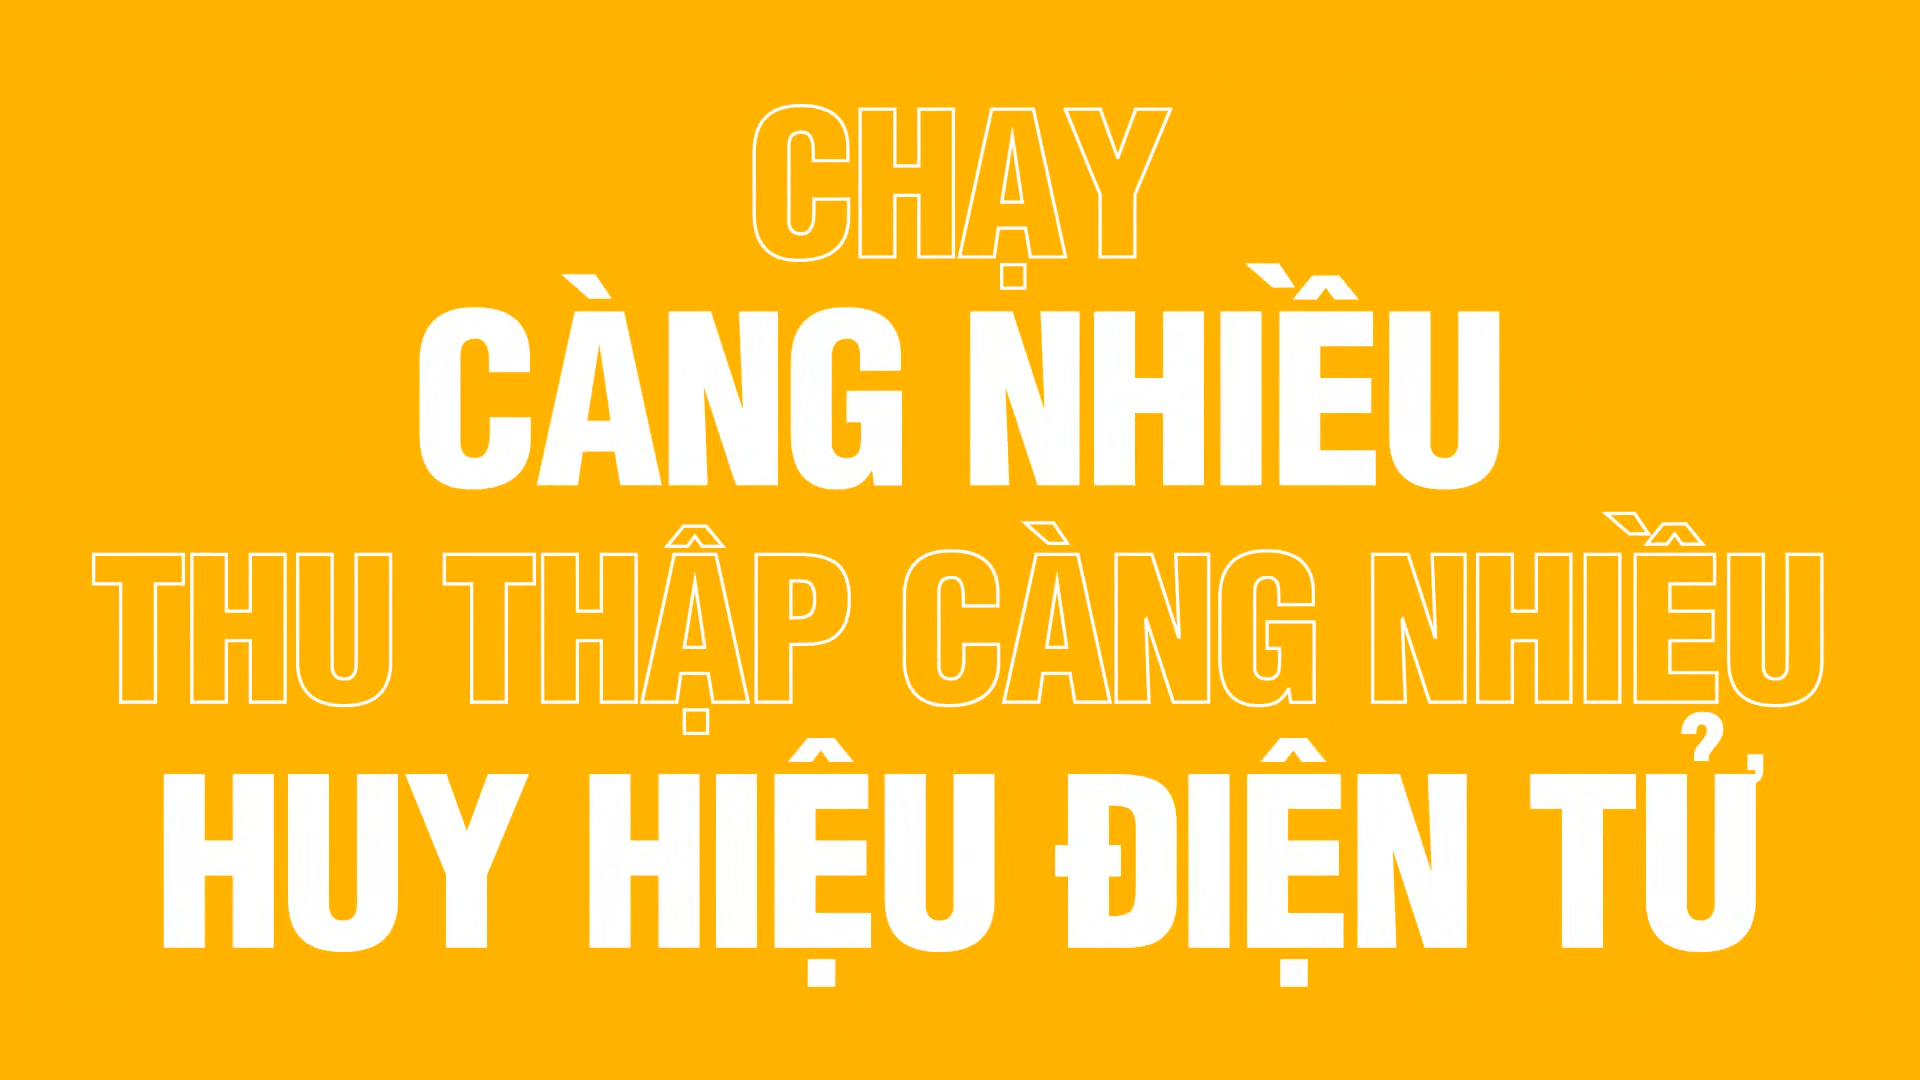 CHẠY
CÀNG NHIỀU
THU THẬP CÀNG NHIỀU
HUY HIỆU ĐIỆN TỬ